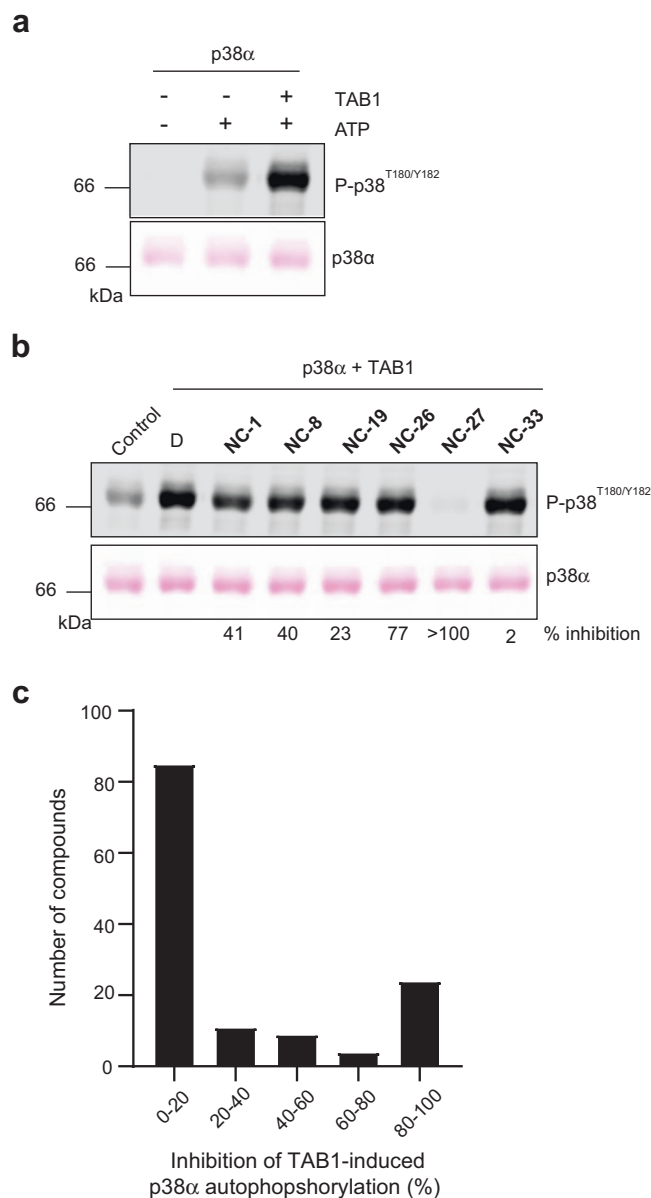 a
p38α
- - + TAB1
- + + ATP
66 P-p38T180/Y182
66 p38α
kDa
b
p38α + TAB1
Control D NC-1 NC-8 NC-19 NC-26 NC-27 NC-33
66 P-p38T180/Y182
66 p38α
kDa 41 40 23 77 >100 2 % inhibition
c
100
80
60
40
20
0
Number of compounds
0-20 20-40 40-60 60-80 80-100
Inhibition of TAB1-induced
p38α autophopshorylation (%)